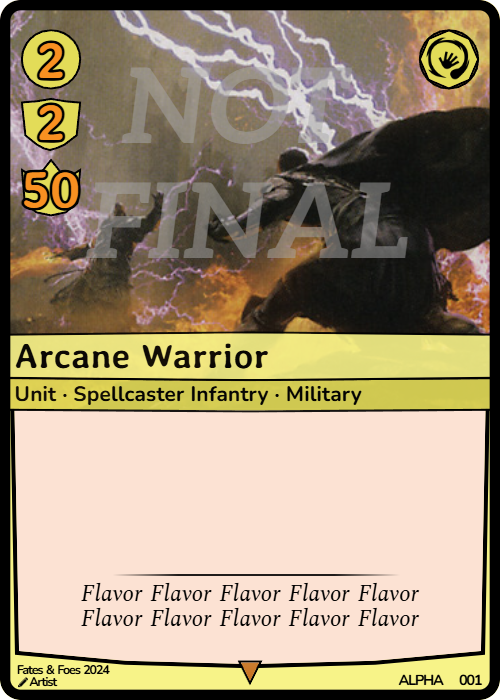 2
2
50
NOT
FINAL
Arcane Warrior
Unit · Spellcaster Infantry · Military
Flavor Flavor Flavor Flavor Flavor
Flavor Flavor Flavor Flavor Flavor
Fates & Foes 2024
Artist
ALPHA 001